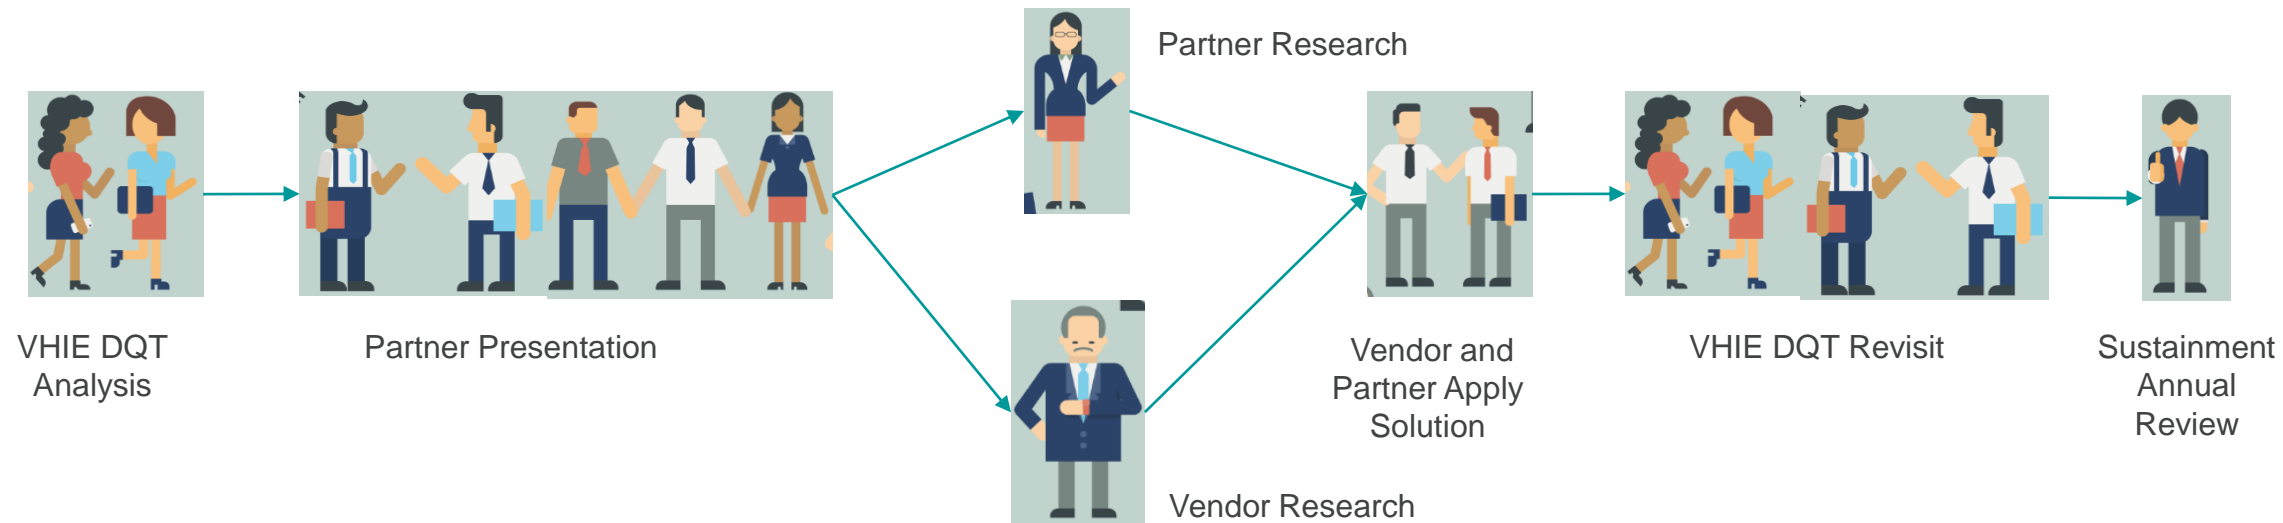 VHIE DQT
Analysis
Partner Presentation
Partner Research
Vendor Research
Vendor and
Partner Apply
Solution
VHIE DQT Revisit
Sustainment
Annual
Review